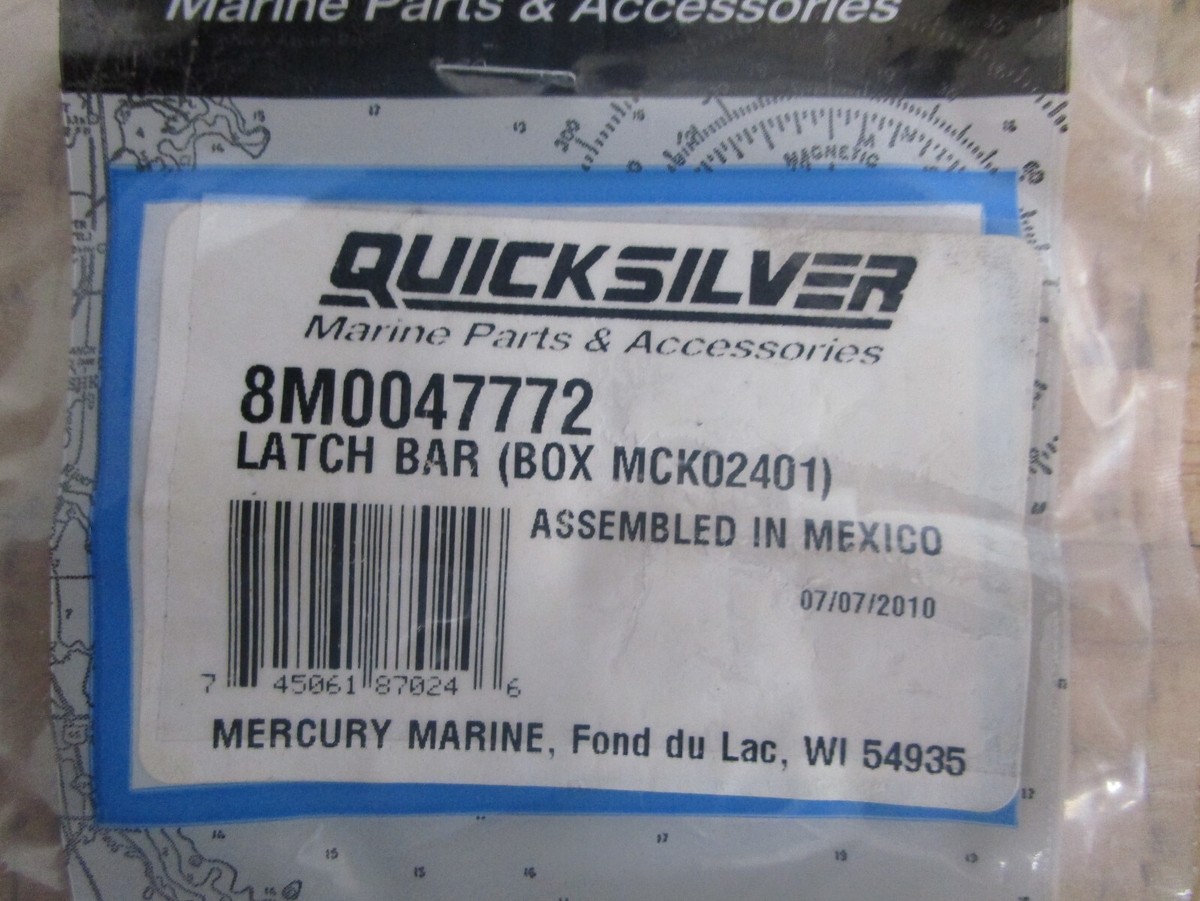 Marine Parts & Accessories
MAGNETIC
QUICKSILVER
Marine Parts & Accessories
8M0047772
LATCH BAR (BOX MCK02401)
ASSEMBLED IN MEXICO
07/07/2010
7 45061 87024 6
MERCURY MARINE, Fond du Lac, WI 54935